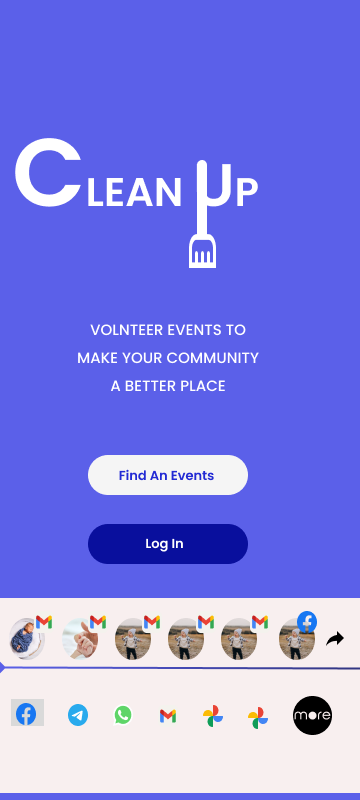 CLEAN UP
VOLNTEER EVENTS TO
MAKE YOUR COMMUNITY
A BETTER PLACE
Find An Events
Log In
more